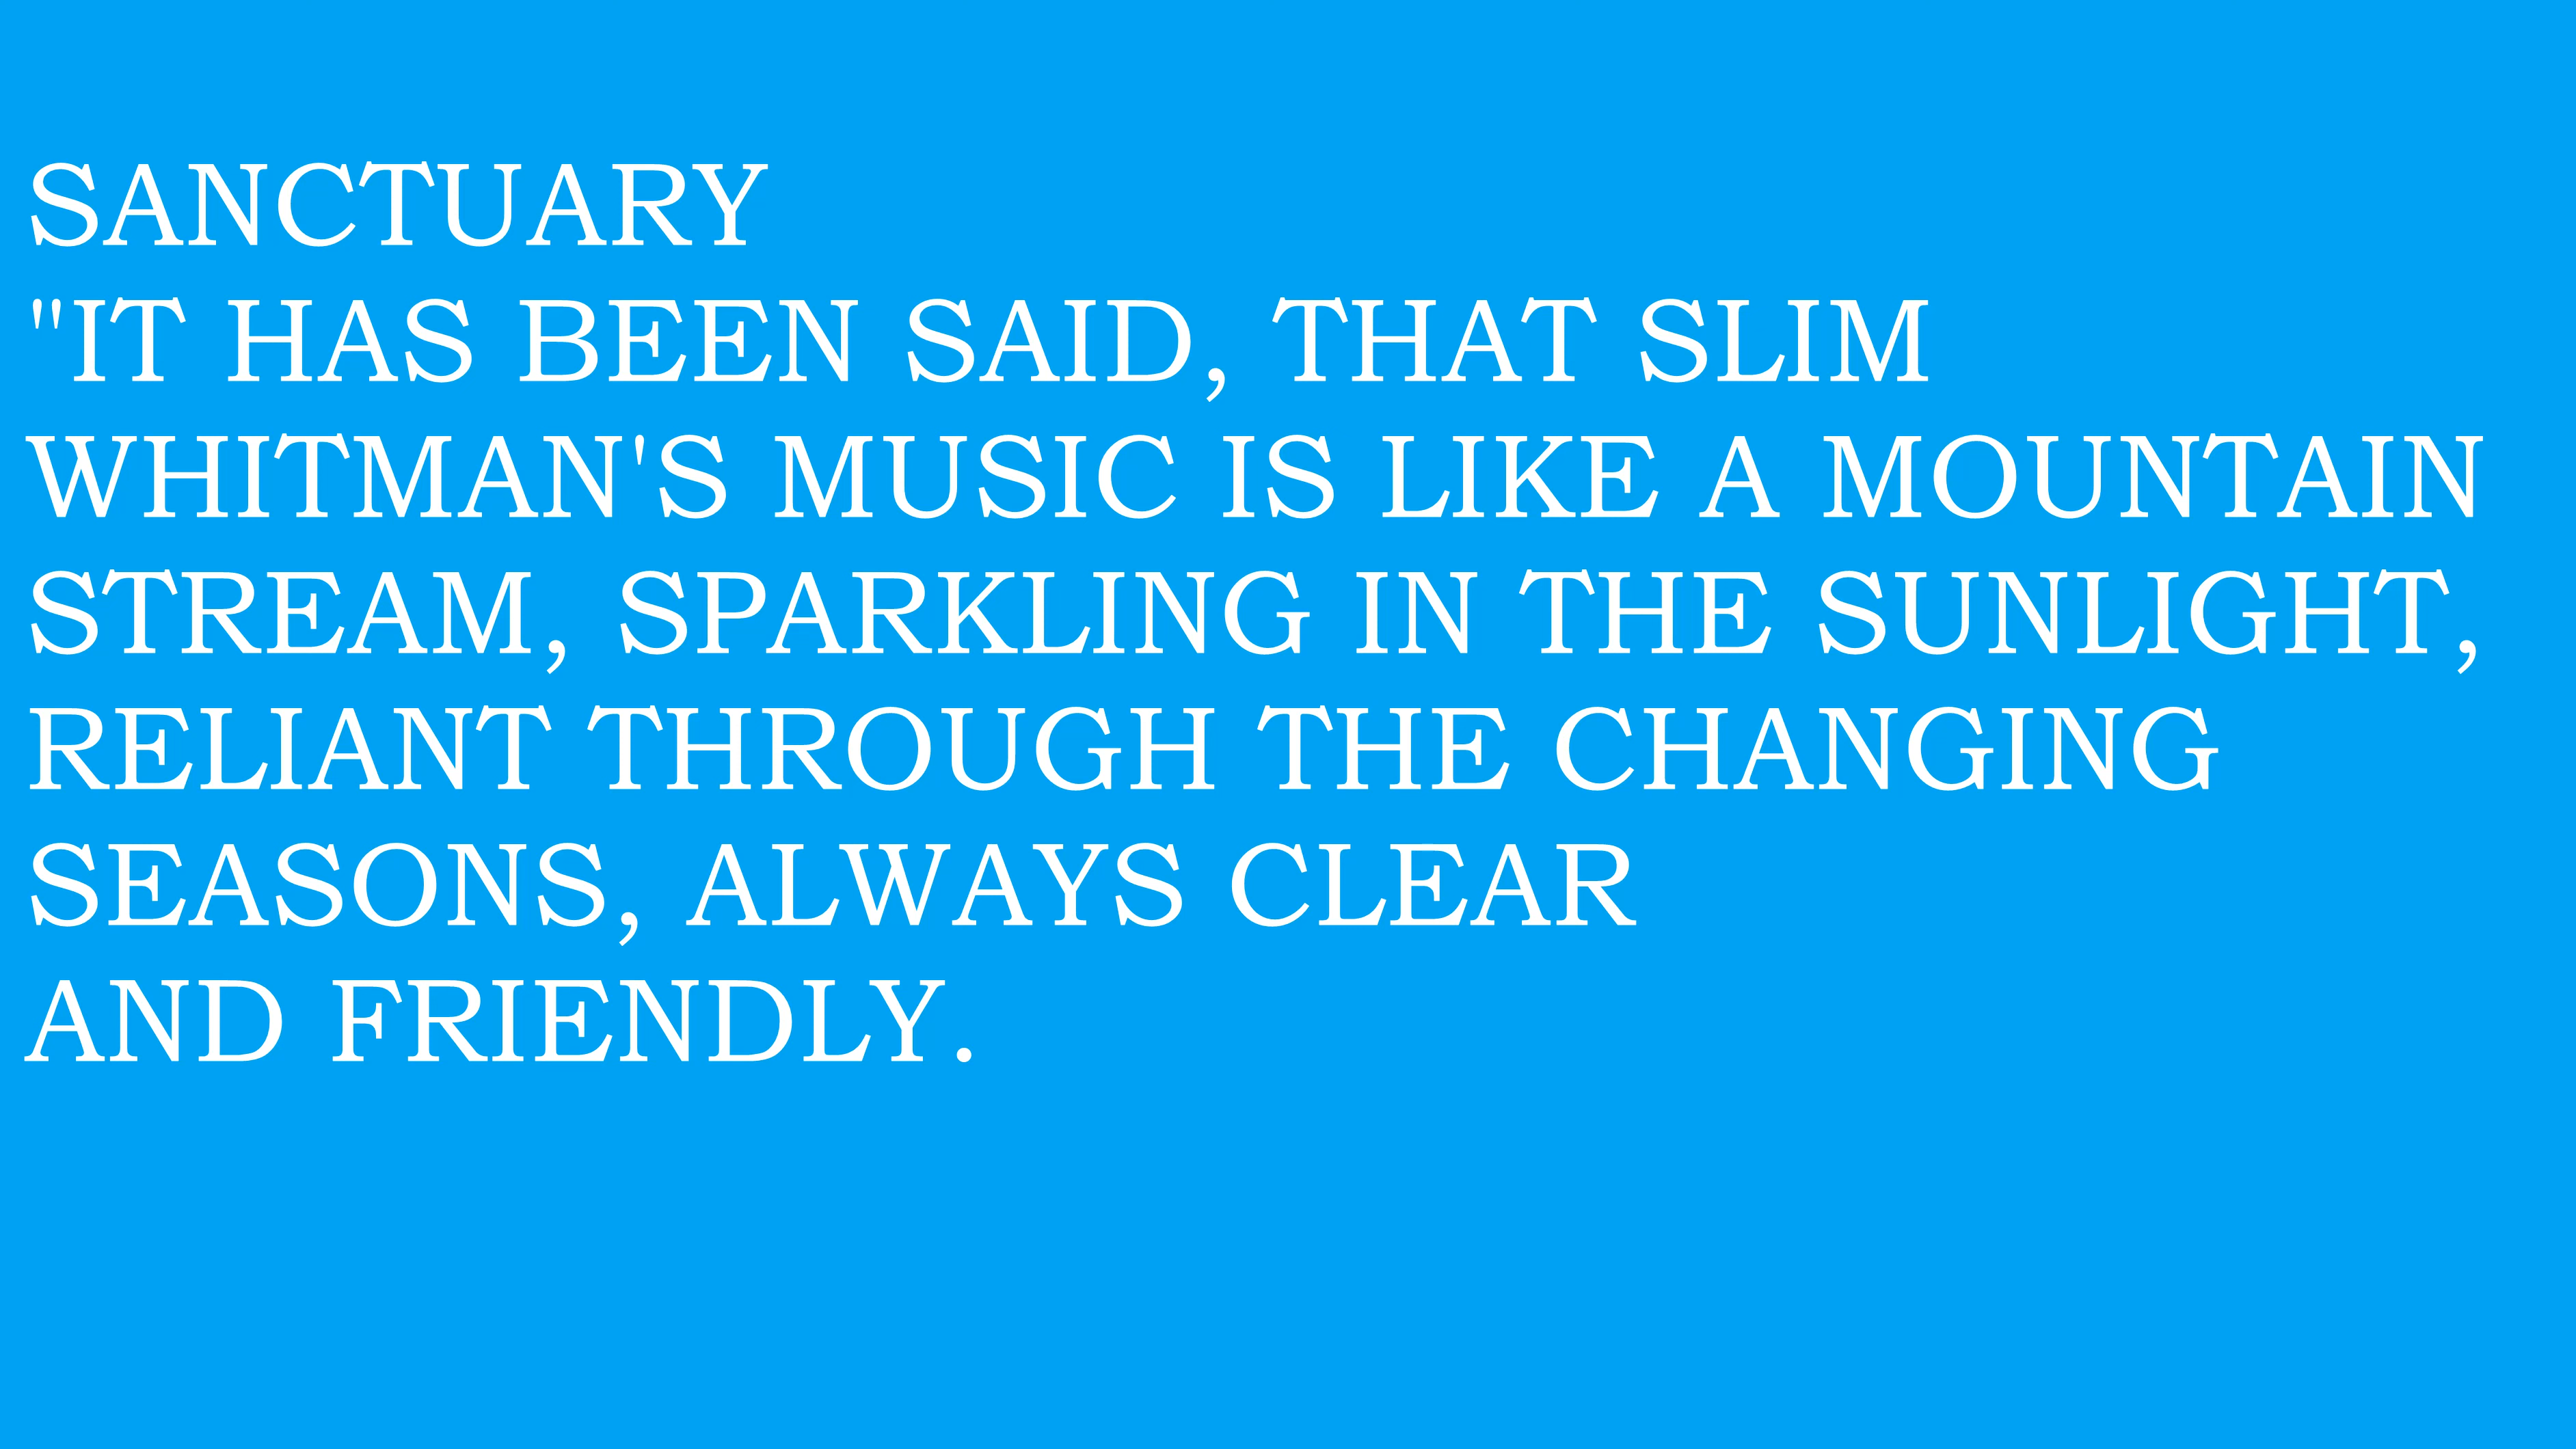 SANCTUARY
"IT HAS BEEN SAID, THAT SLIM
WHITMAN'S MUSIC IS LIKE A MOUNTAIN
STREAM, SPARKLING IN THE SUNLIGHT,
RELIANT THROUGH THE CHANGING
SEASONS, ALWAYS CLEAR
AND FRIENDLY.